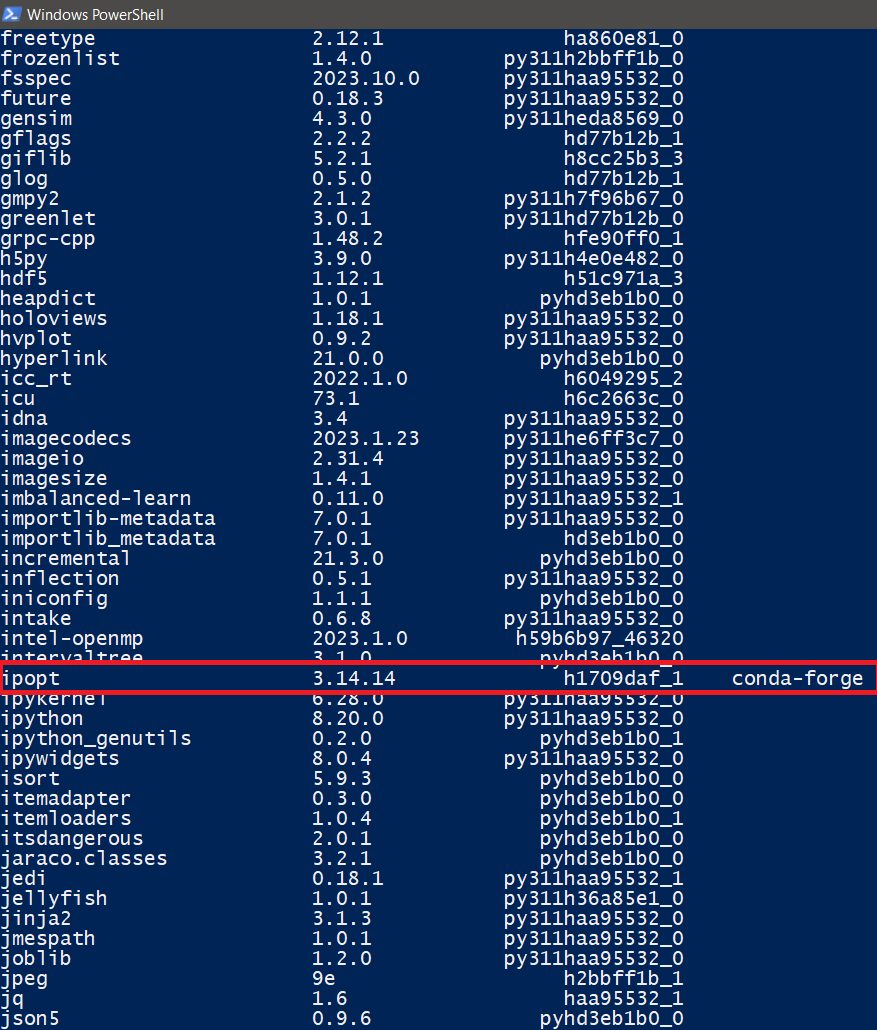 Windows PowerShell
freetype 2.12.1 ha860e81_0
frozenlist 1.4.0 py311h2bbff1b_0
fsspec 2023.10.0 py311haa95532_0
future 0.18.3 py311haa95532_0
gensim 4.3.0 py311heda8569_0
gflags 2.2.2 hd77b12b_1
giflib 5.2.1 h8cc25b3_3
glog 0.5.0 hd77b12b_1
gmpy2 2.1.2 py311h7f96b67_0
greenlet 3.0.1 py311hd77b12b_0
grpc-cpp 1.48.2 hfe90ff0_1
h5py 3.9.0 py311h4e0e482_0
hdf5 1.12.1 h51c971a_3
heapdict 1.0.1 pyhd3eb1b0_0
holoviews 1.18.1 py311haa95532_0
hvplot 0.9.2 py311haa95532_0
hyperlink 21.0.0 pyhd3eb1b0_0
icc_rt 2022.1.0 h6049295_2
icu 73.1 h6c2663c_0
idna 3.4 py311haa95532_0
imagecodecs 2023.1.23 py311he6ff3c7_0
imageio 2.31.4 py311haa95532_0
imagesize 1.4.1 py311haa95532_0
imbalanced-learn 0.11.0 py311haa95532_1
importlib-metadata 7.0.1 py311haa95532_0
importlib_metadata 7.0.1 hd3eb1b0_0
incremental 21.3.0 pyhd3eb1b0_0
inflection 0.5.1 py311haa95532_0
iniconfig 1.1.1 pyhd3eb1b0_0
intake 0.6.8 py311haa95532_0
intel-openmp 2023.1.0 h59b6b97_46320
intervaltree 3.1.0 pyhd3eb1b0_0
ipopt 3.14.14 h1709daf_1 conda-forge
ipykernel 6.28.0 py311haa95532_0
ipython 8.20.0 py311haa95532_0
ipython_genutils 0.2.0 pyhd3eb1b0_1
ipywidgets 8.0.4 py311haa95532_0
isort 5.9.3 pyhd3eb1b0_0
itemadapter 0.3.0 pyhd3eb1b0_0
itemloaders 1.0.4 pyhd3eb1b0_1
itsdangerous 2.0.1 pyhd3eb1b0_0
jaraco.classes 3.2.1 pyhd3eb1b0_0
jedi 0.18.1 py311haa95532_1
jellyfish 1.0.1 py311h36a85e1_0
jinja2 3.1.3 py311haa95532_0
jmespath 1.0.1 py311haa95532_0
joblib 1.2.0 py311haa95532_0
jpeg 9e h2bbff1b_1
jq 1.6 haa95532_1
json5 0.9.6 pyhd3eb1b0_0